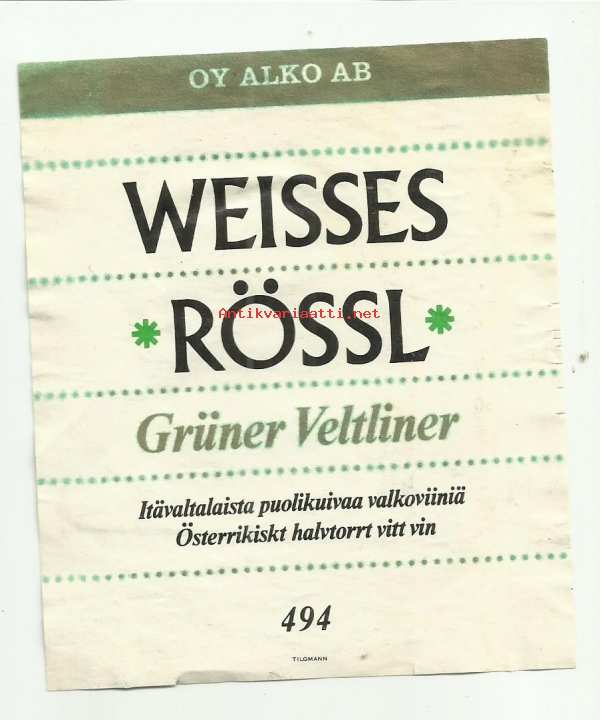 OY ALKO AB
WEISSES
Antikvariaatti.net
RÖSSL
Grüner Veltliner
Itävaltalaista puolikuivaa valkoviiniä
Österrikiskt halvtorrt vitt vin
494
TILGMANN